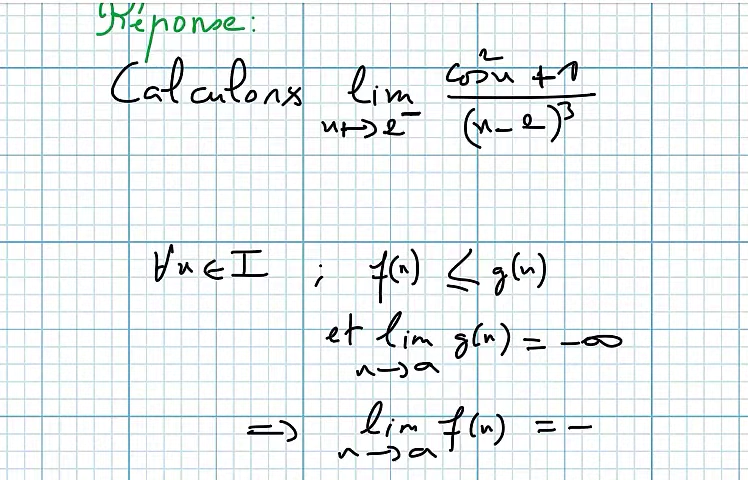 Réponse:
Calculons lim x→2⁻ (cos²x + 1)/(x - 2)³
∀x ∈ I ; f(x) ≤ g(x)
et lim x→a g(x) = -∞
⇒ lim x→a f(x) = -